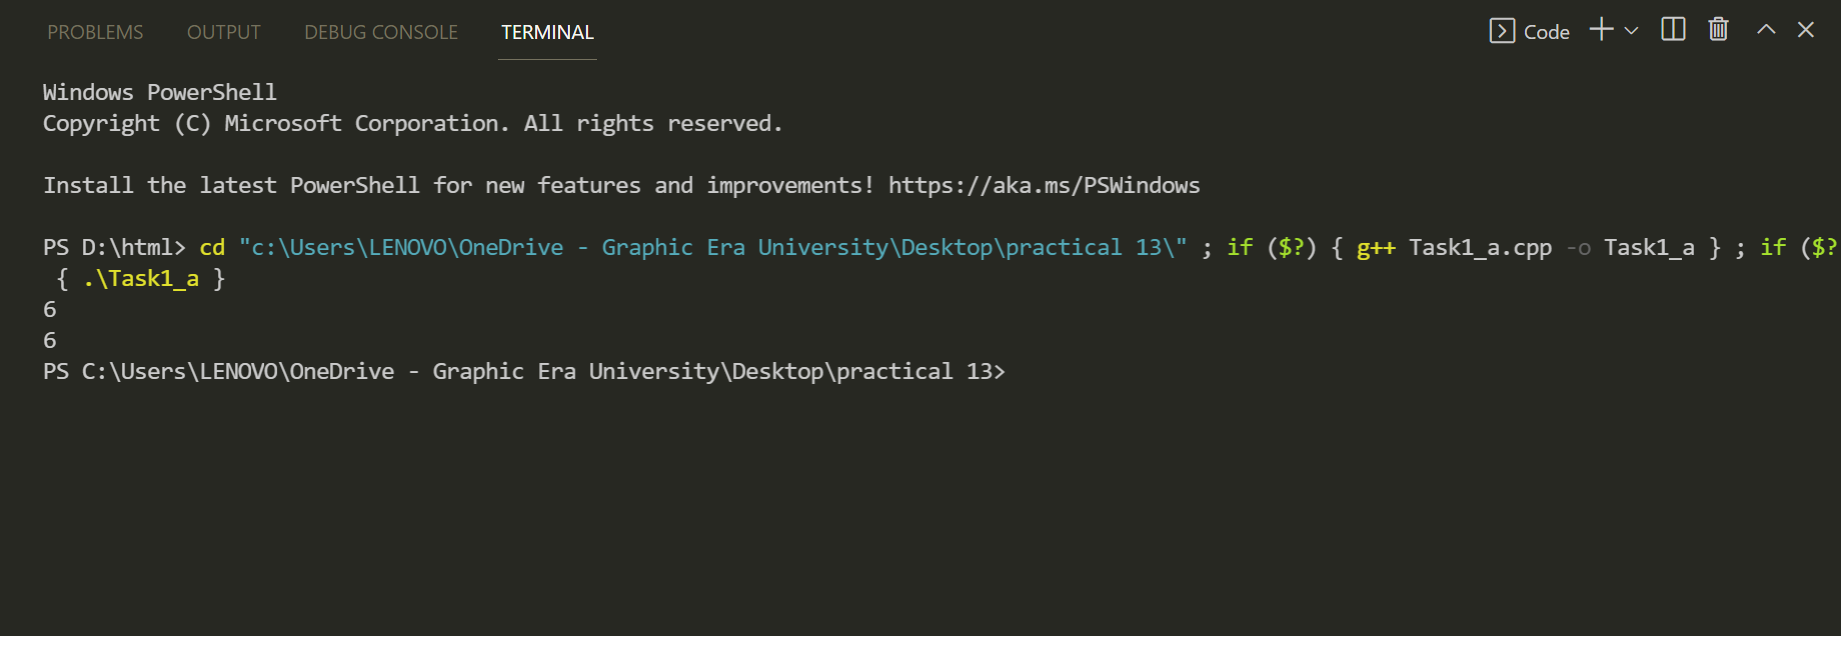 PROBLEMS OUTPUT DEBUG CONSOLE TERMINAL Code
Windows PowerShell
Copyright (C) Microsoft Corporation. All rights reserved.
Install the latest PowerShell for new features and improvements! https://aka.ms/PSWindows
PS D:\html> cd "c:\Users\LENOVO\OneDrive - Graphic Era University\Desktop\practical 13\" ; if ($?) { g++ Task1_a.cpp -o Task1_a } ; if ($?
{ .\Task1_a }
6
6
PS C:\Users\LENOVO\OneDrive - Graphic Era University\Desktop\practical 13>